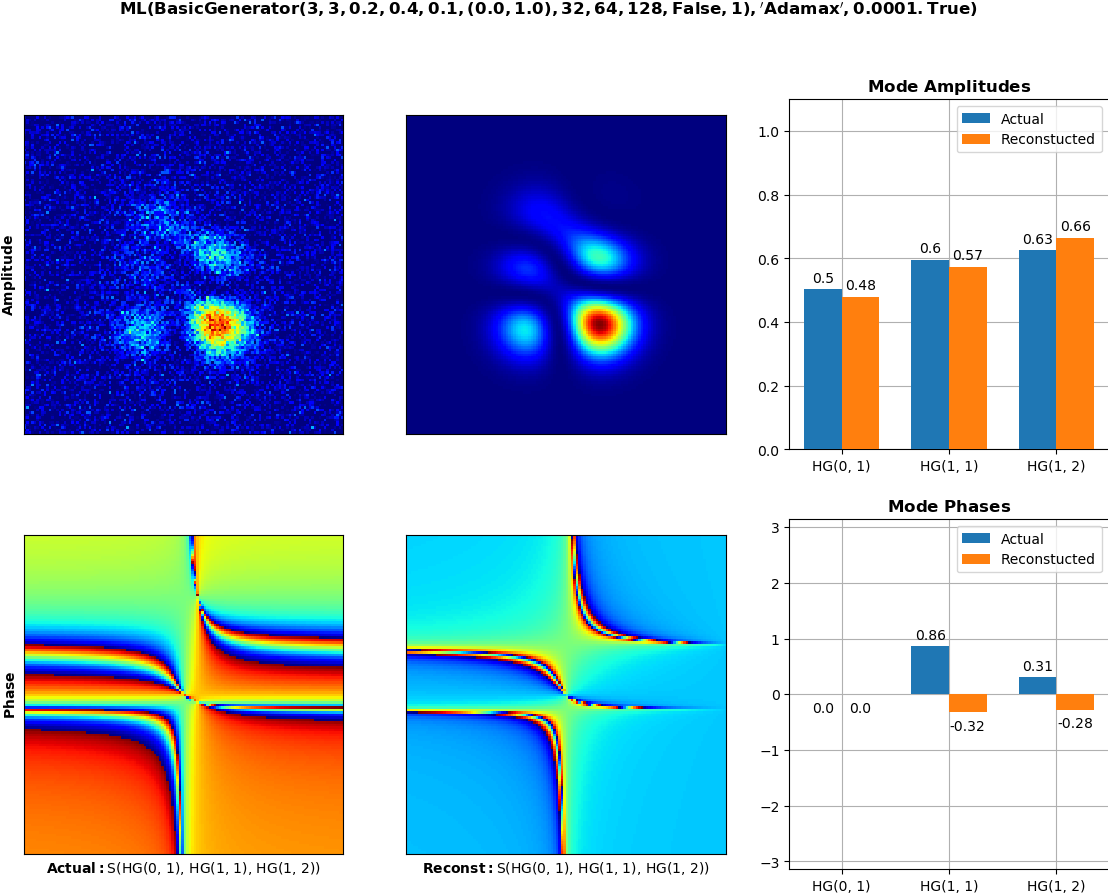 ML(BasicGenerator(3, 3, 0.2, 0.4, 0.1, (0.0, 1.0), 32, 64, 128, False, 1), ′Adamax′, 0.0001. True)
Amplitude
Mode Amplitudes
Actual
Reconstucted
1.0
0.8
0.6
0.4
0.2
0.0
0.5
0.48
0.6
0.57
0.63
0.66
HG(0, 1)
HG(1, 1)
HG(1, 2)
Phase
Actual: S(HG(0, 1), HG(1, 1), HG(1, 2))
Reconst: S(HG(0, 1), HG(1, 1), HG(1, 2))
Mode Phases
Actual
Reconstucted
3
2
1
0
−1
−2
−3
0.0
0.0
0.86
-0.32
0.31
-0.28
HG(0, 1)
HG(1, 1)
HG(1, 2)